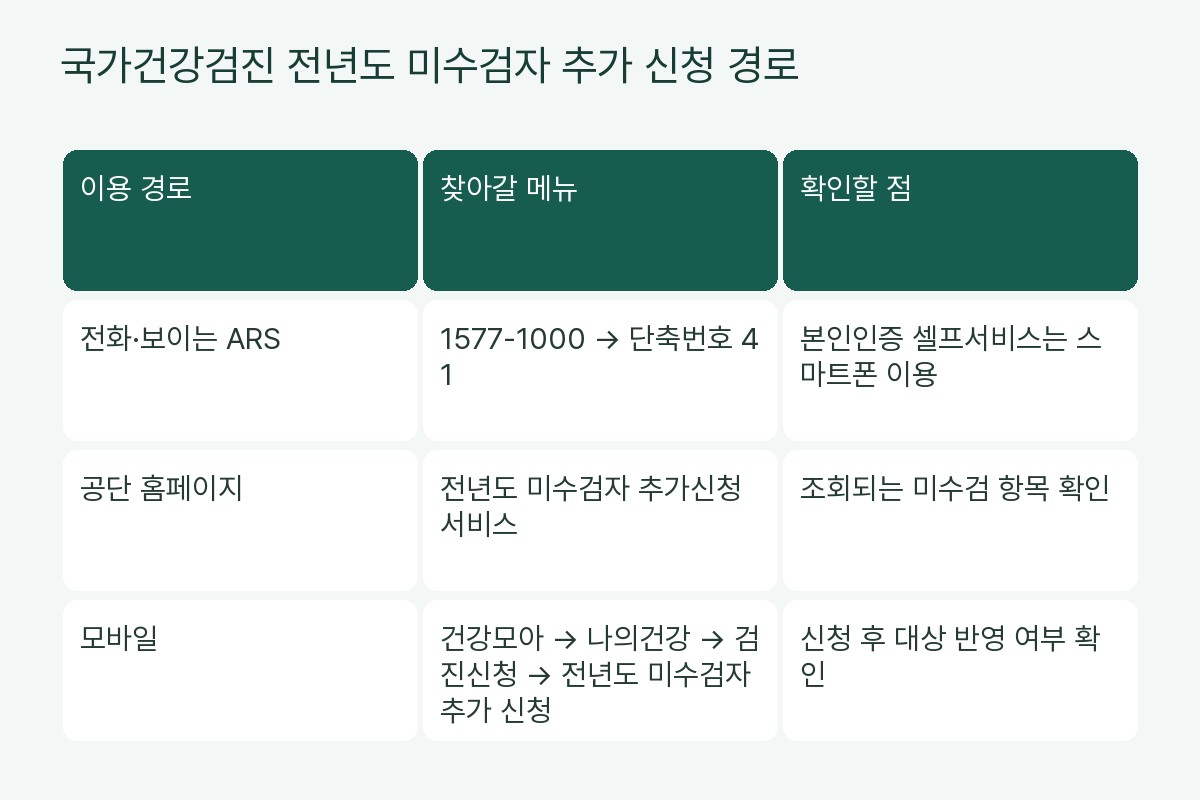 국가건강검진 전년도 미수검자 추가 신청 경로
이용 경로
찾아갈 메뉴
확인할 점
전화·보이는 ARS
1577-1000 → 단축번호 4
1
본인인증 셀프서비스는 스
마트폰 이용
공단 홈페이지
전년도 미수검자 추가신청
서비스
조회되는 미수검 항목 확인
모바일
건강모아 → 나의건강 → 검
진신청 → 전년도 미수검자
추가 신청
신청 후 대상 반영 여부 확
인